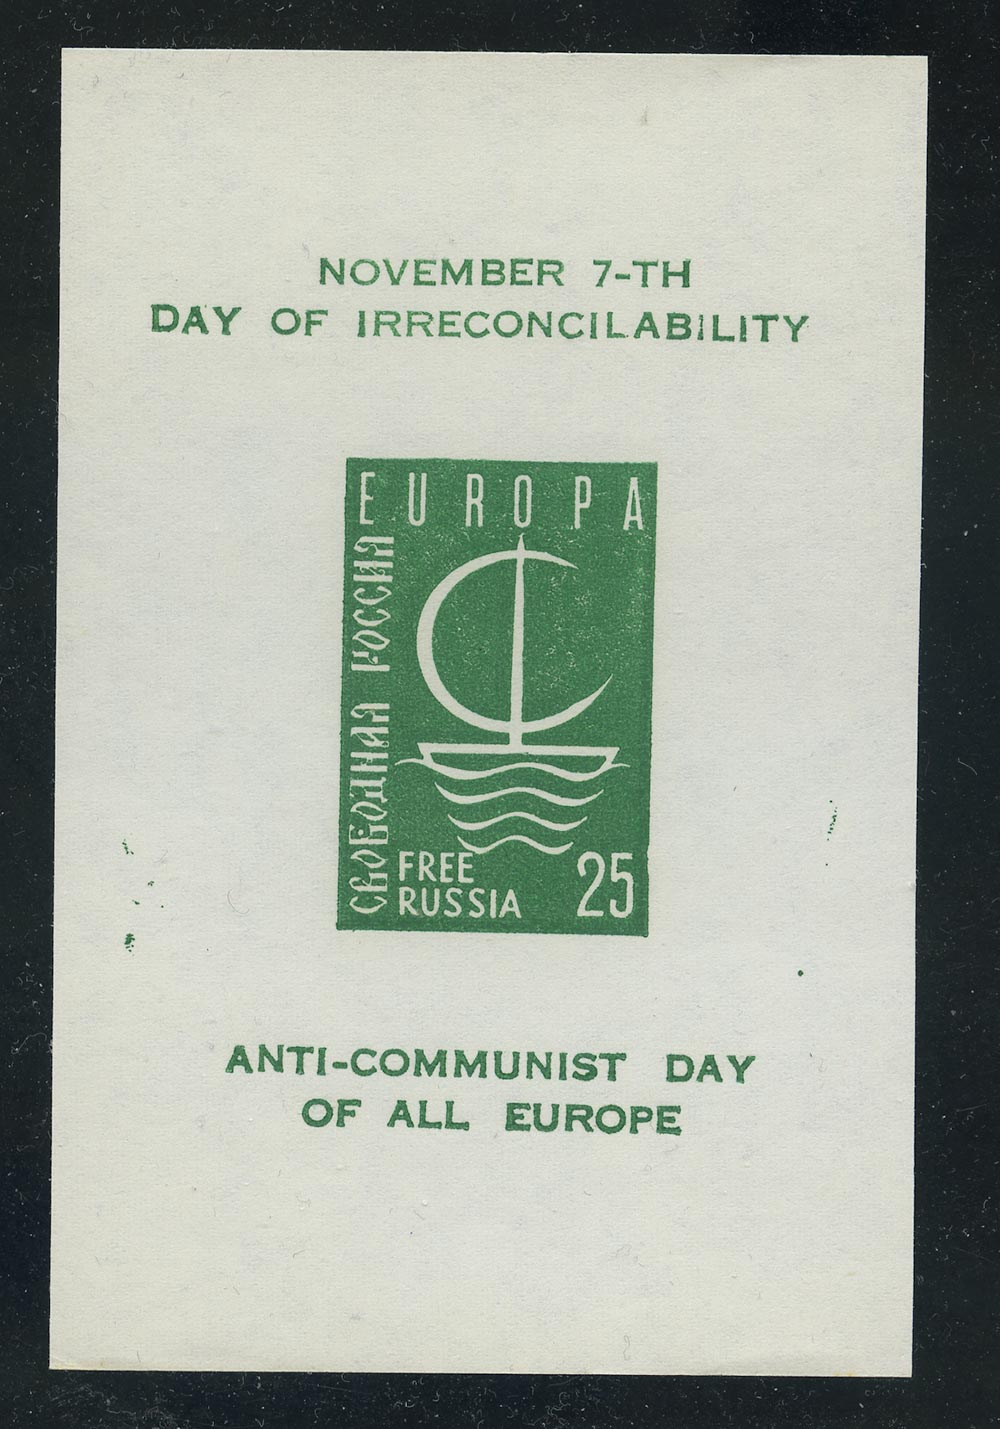 NOVEMBER 7-TH
DAY OF IRRECONCILABILITY
EUROPA
СВОБОДНАЯ РОССИЯ
FREE
RUSSIA
25
ANTI-COMMUNIST DAY
OF ALL EUROPE